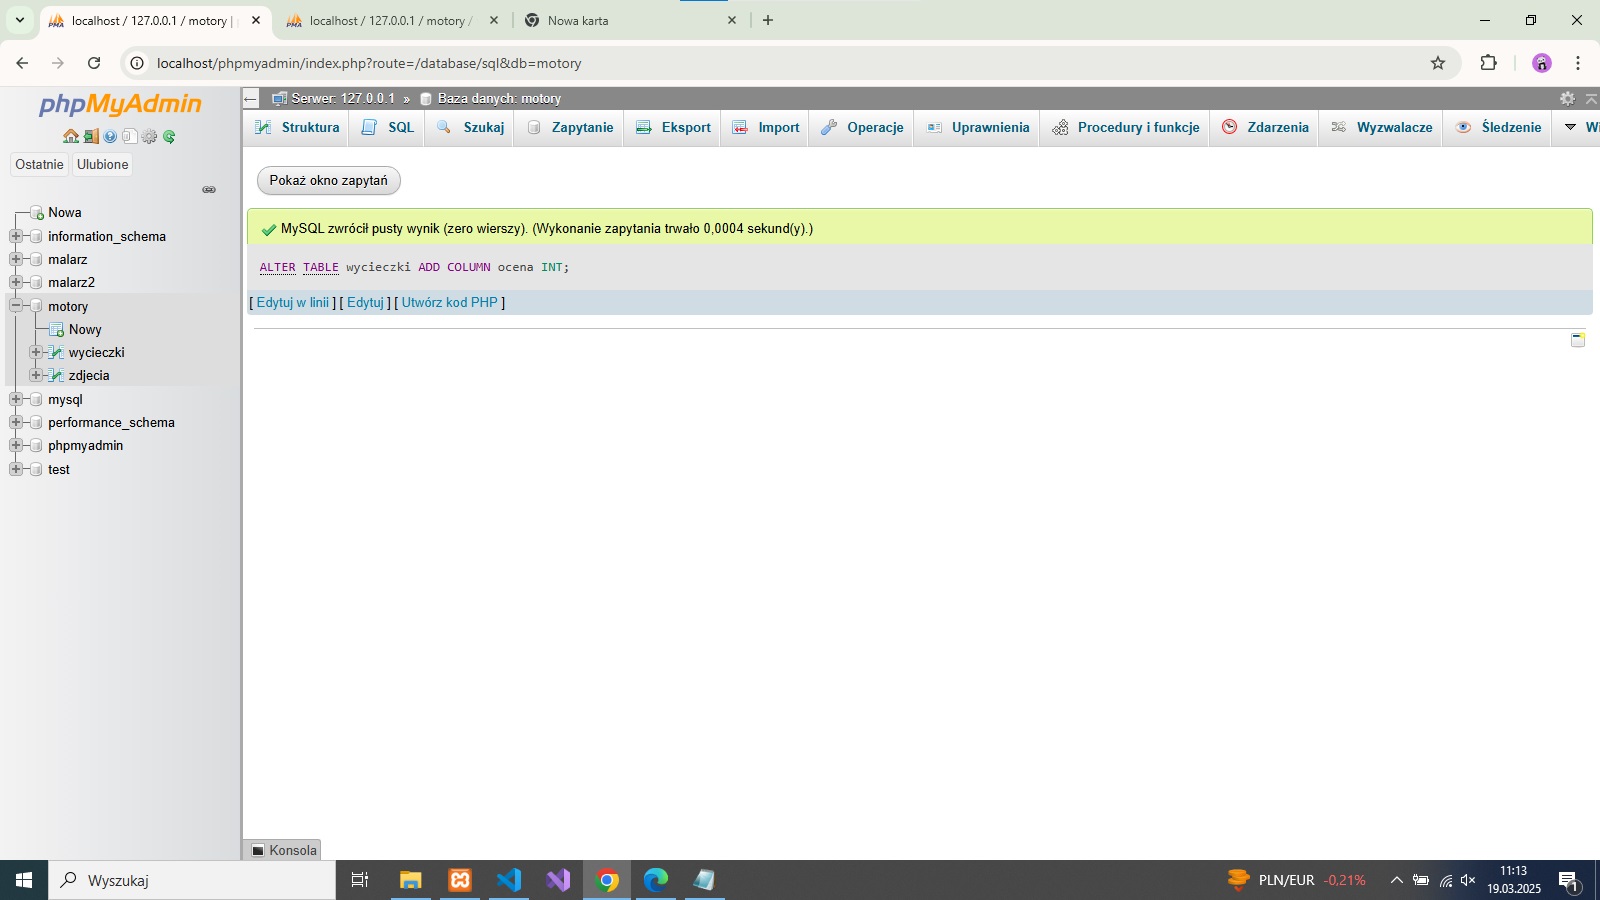 localhost / 127.0.0.1 / motory |
localhost / 127.0.0.1 / motory /
Nowa karta
localhost/phpmyadmin/index.php?route=/database/sql&db=motory
phpMyAdmin
Ostatnie
Ulubione
Nowa
information_schema
malarz
malarz2
motory
Nowy
wycieczki
zdjecia
mysql
performance_schema
phpmyadmin
test
Serwer: 127.0.0.1 » Baza danych: motory
Struktura
SQL
Szukaj
Zapytanie
Eksport
Import
Operacje
Uprawnienia
Procedury i funkcje
Zdarzenia
Wyzwalacze
Śledzenie
Pokaż okno zapytań
MySQL zwrócił pusty wynik (zero wierszy). (Wykonanie zapytania trwało 0,0004 sekund(y).)
ALTER TABLE wycieczki ADD COLUMN ocena INT;
[ Edytuj w linii ] [ Edytuj ] [ Utwórz kod PHP ]
Konsola
Wyszukaj
PLN/EUR -0,21%
11:13
19.03.2025
1